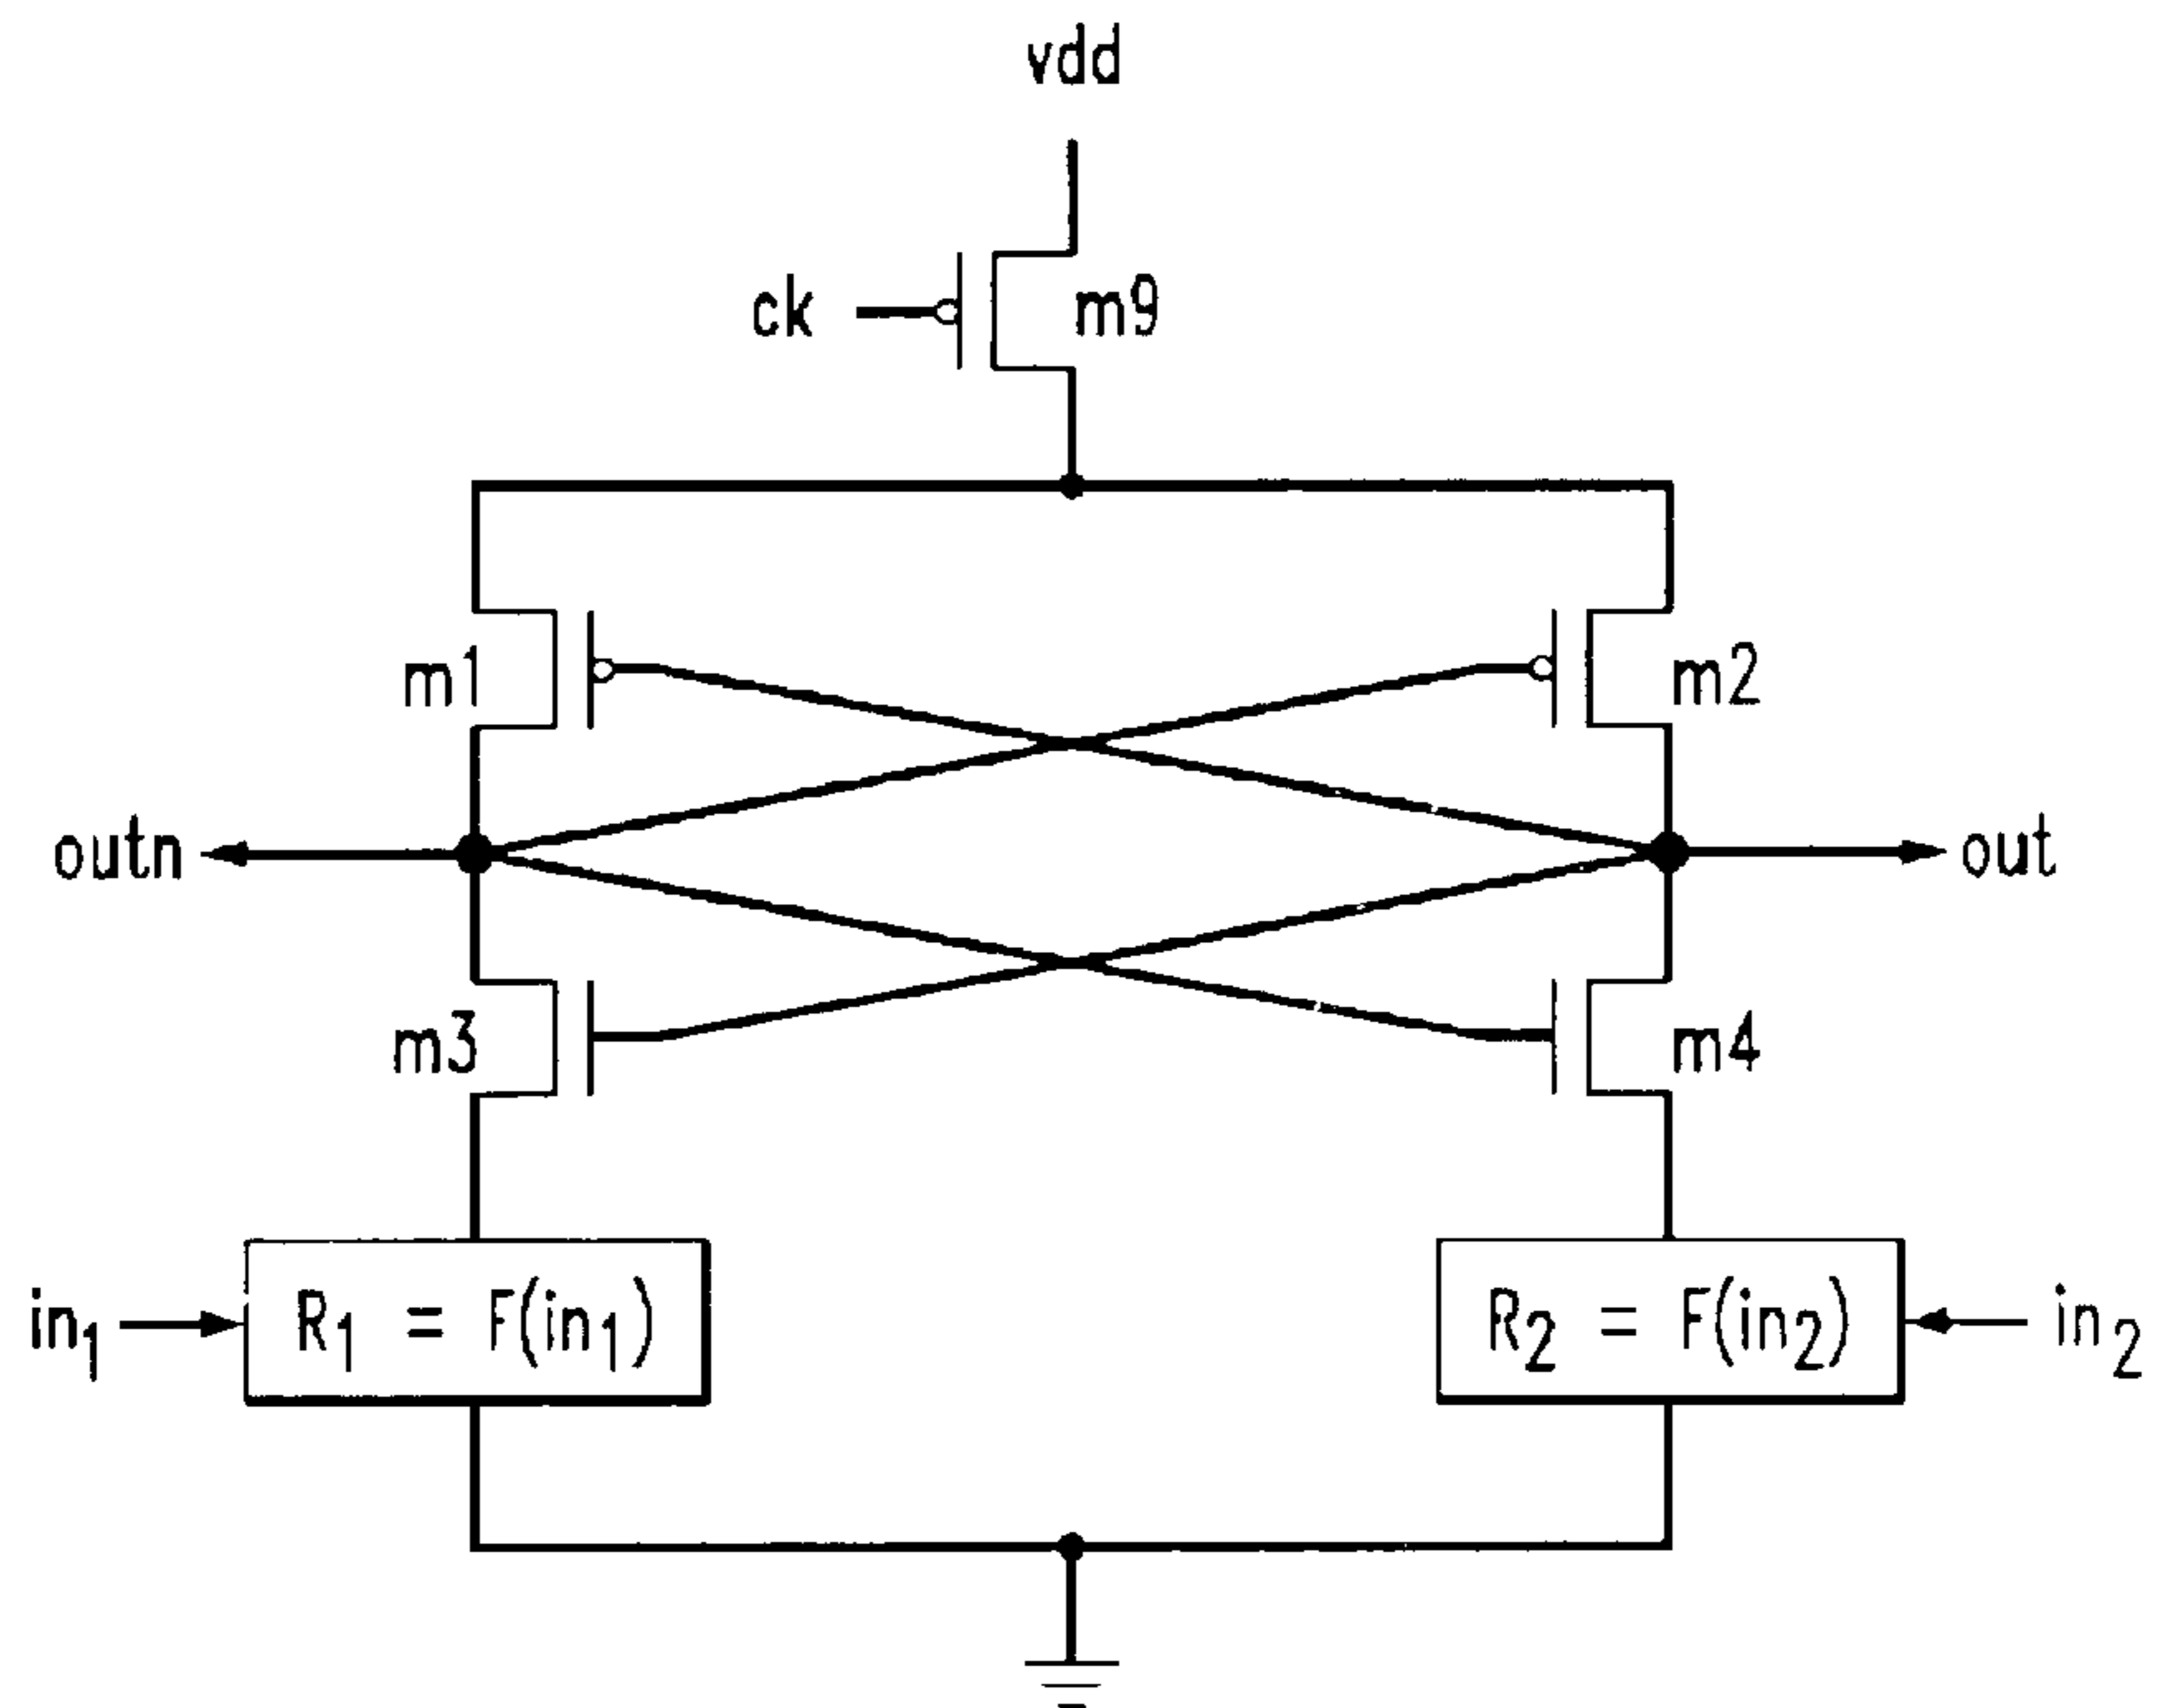 vdd
ck
m9
m1
m2
outn
out
m3
m4
in1
R1 = F(in1)
R2 = F(in2)
in2